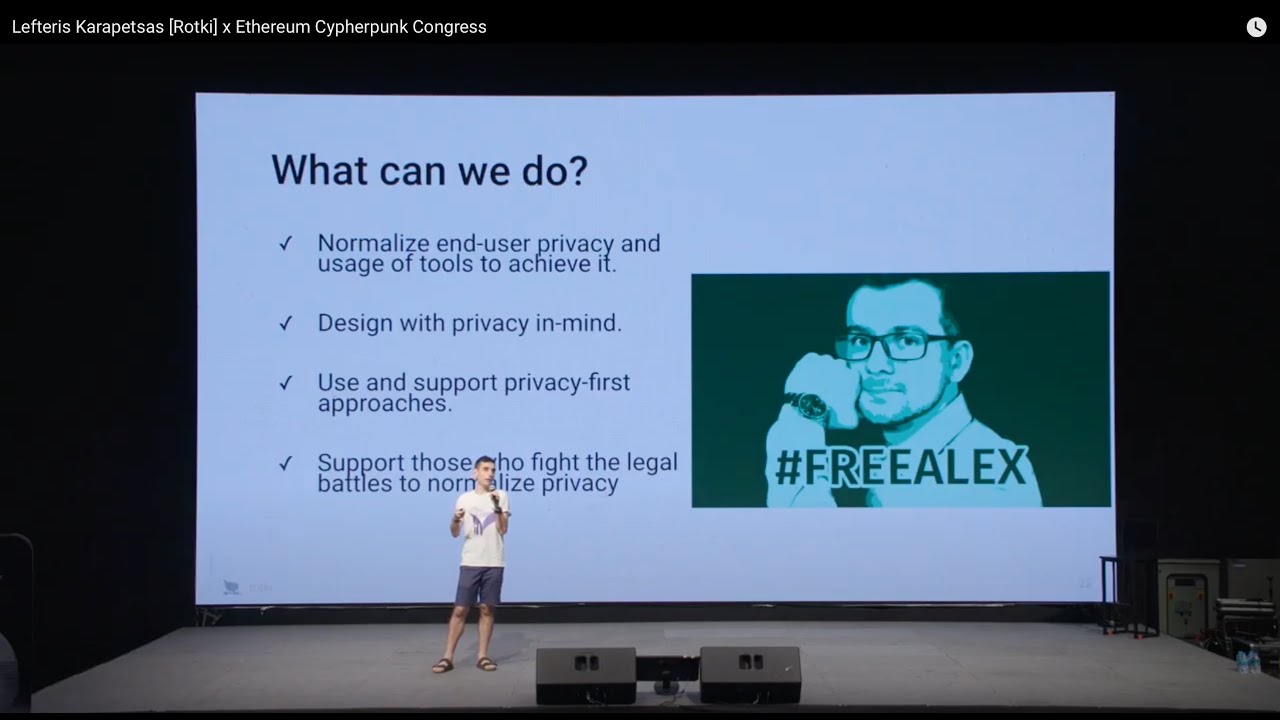 Lefteris Karapetsas [Rotki] x Ethereum Cypherpunk Congress
What can we do?
✓ Normalize end-user privacy and
usage of tools to achieve it.
✓ Design with privacy in-mind.
✓ Use and support privacy-first
approaches.
✓ Support those who fight the legal
battles to normalize privacy
#FREEALEX
rotki